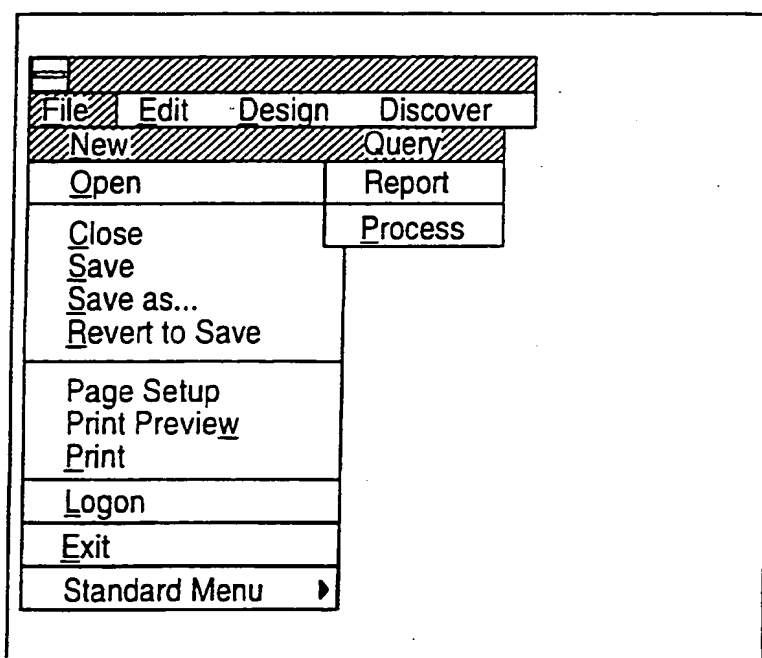 File Edit Design Discover
New Query
Open Report
Close Process
Save
Save as...
Revert to Save
Page Setup
Print Preview
Print
Logon
Exit
Standard Menu